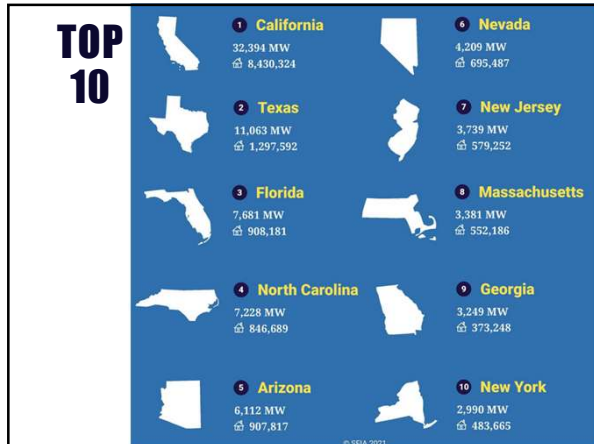 TOP
10
1 California
32,394 MW
8,430,324
2 Texas
11,063 MW
1,297,592
3 Florida
7,681 MW
908,181
4 North Carolina
7,228 MW
846,689
5 Arizona
6,112 MW
907,817
6 Nevada
4,209 MW
695,487
7 New Jersey
3,739 MW
579,252
8 Massachusetts
3,381 MW
552,186
9 Georgia
3,249 MW
373,248
10 New York
2,990 MW
483,665
© SEIA 2021